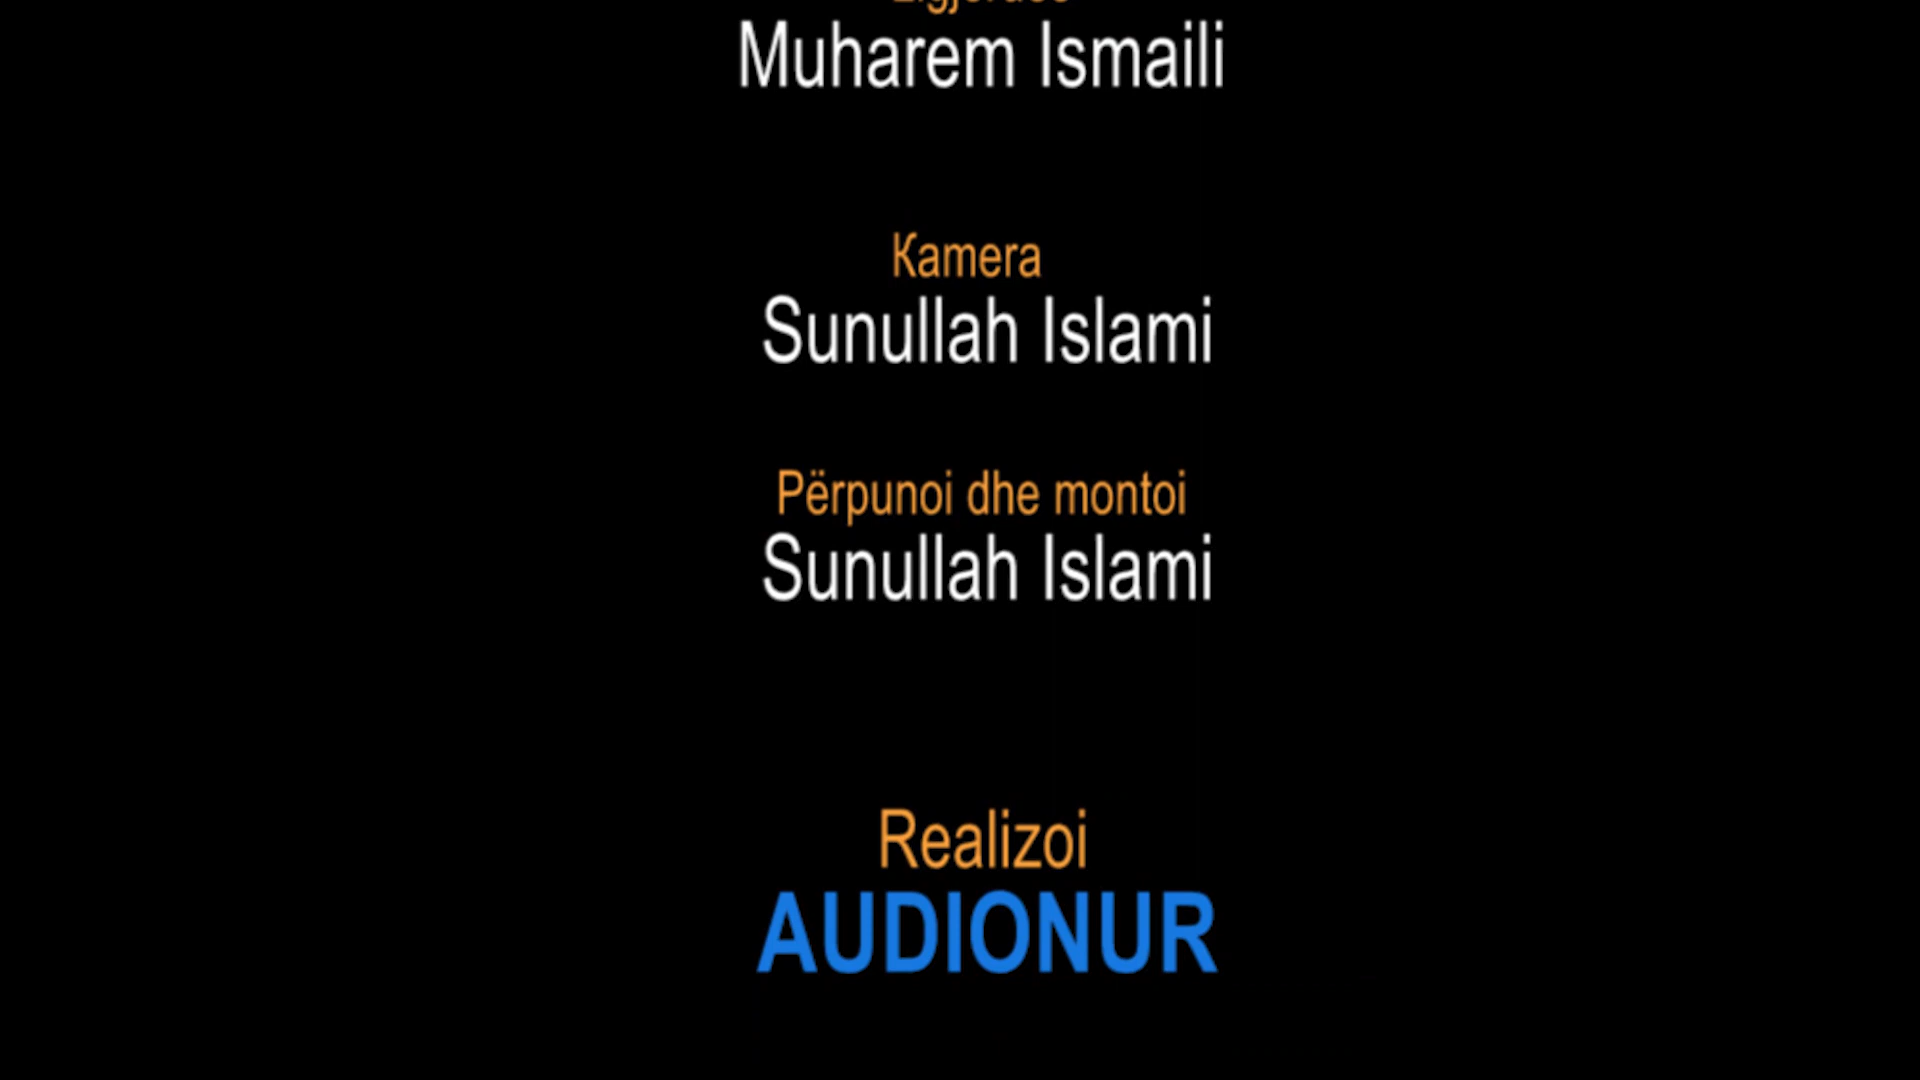 Muharem Ismaili
Kamera
Sunullah Islami
Përpunoi dhe montoi
Sunullah Islami
Realizoi
AUDIONUR